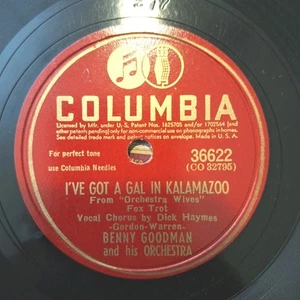 COLUMBIA
Licensed by Mfr. under U. S. Patent Nos. 1625705 and/or 1702564 (and
other patents pending) only for non-commercial use on phonographs in homes.
See detailed trade mark and patent notices on envelope. Made in U. S. A.
For perfect tone
use Columbia Needles
36622
(CO 32795)
I'VE GOT A GAL IN KALAMAZOO
From "Orchestra Wives"
Fox Trot
Vocal Chorus by Dick Haymes
-Gordon-Warren-
BENNY GOODMAN
and his ORCHESTRA